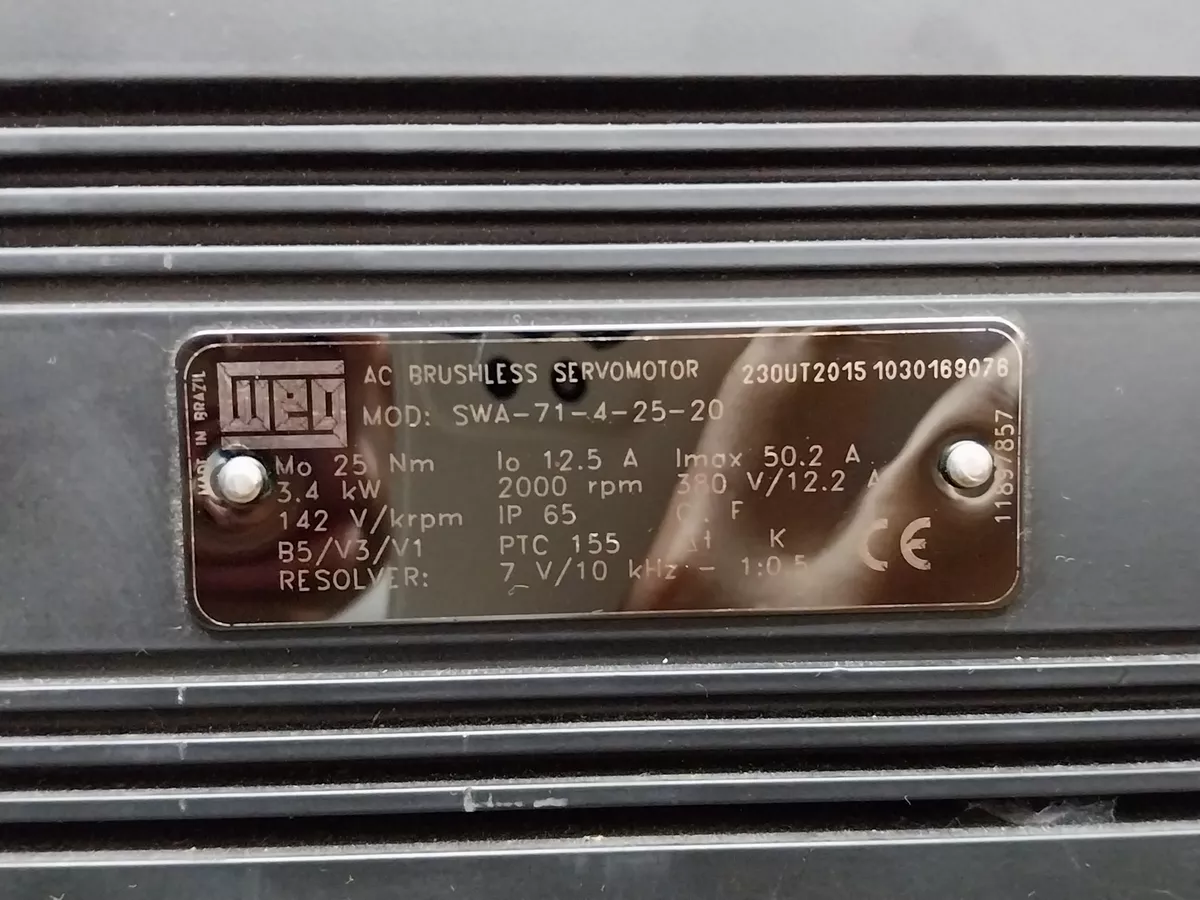 MADE IN BRAZIL
weg
AC BRUSHLESS SERVOMOTOR 230UT2015 1030169076
MOD: SWA-71-4-25-20
Mo 25 Nm Io 12.5 A Imax 50.2 A
3.4 kW 2000 rpm 380 V/12.2 A
142 V/krpm IP 65 F
B5/V3/V1 PTC 155 Δt K
RESOLVER: 7 V/10 kHz - 1:0.5
CE